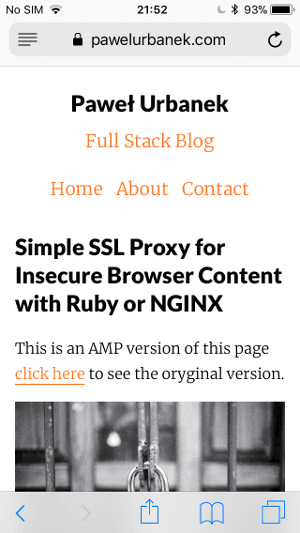 No SIM 21:52 93%
pawelurbanek.com
Paweł Urbanek
Full Stack Blog
Home About Contact
Simple SSL Proxy for
Insecure Browser Content
with Ruby or NGINX
This is an AMP version of this page
click here to see the oryginal version.